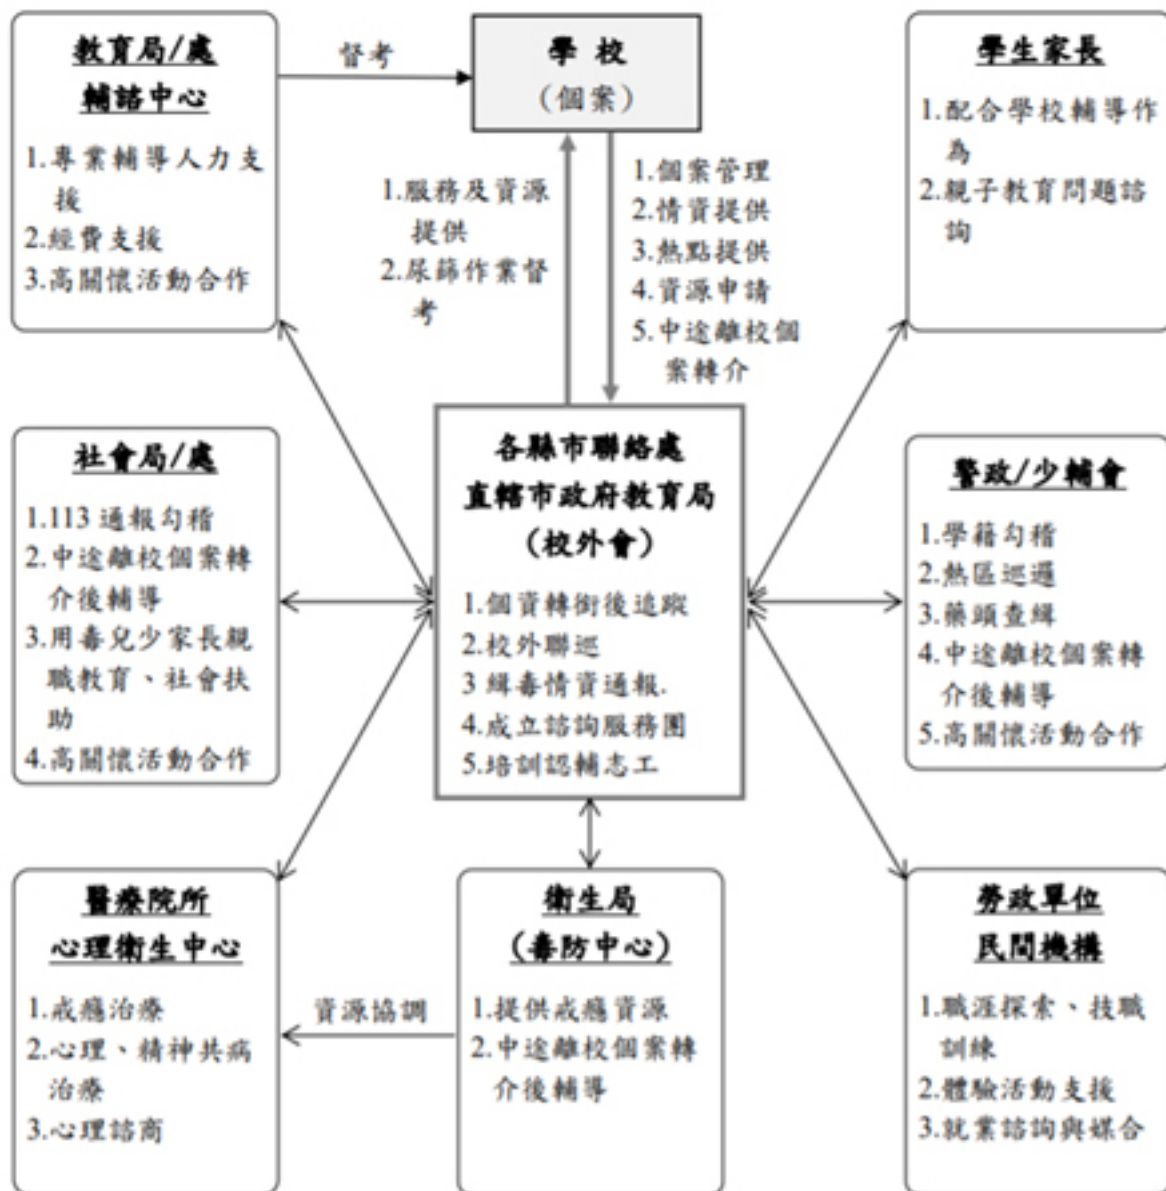 教育局/處
輔諮中心
1.專業輔導人力支
援
2.經費支援
3.高關懷活動合作
督考
學校
(個案)
1.服務及資源
提供
2.尿篩作業督
考
1.個案管理
2.情資提供
3.熱點提供
4.資源申請
5.中途離校個
案轉介
學生家長
1.配合學校輔導作
為
2.親子教育問題諮
詢
社會局/處
1.113通報勾稽
2.中途離校個案轉
介後輔導
3.用毒兒少家長親
職教育、社會扶
助
4.高關懷活動合作
各縣市聯絡處
直轄市政府教育局
(校外會)
1.個資轉銜後追蹤
2.校外聯巡
3 緝毒情資通報.
4.成立諮詢服務團
5.培訓認輔志工
警政/少輔會
1.學籍勾稽
2.熱區巡邏
3.藥頭查緝
4.中途離校個案轉
介後輔導
5.高關懷活動合作
醫療院所
心理衛生中心
1.戒癮治療
2.心理、精神共病
治療
3.心理諮商
資源協調
衛生局
(毒防中心)
1.提供戒癮資源
2.中途離校個案轉
介後輔導
勞政單位
民間機構
1.職涯探索、技職
訓練
2.體驗活動支援
3.就業諮詢與媒合